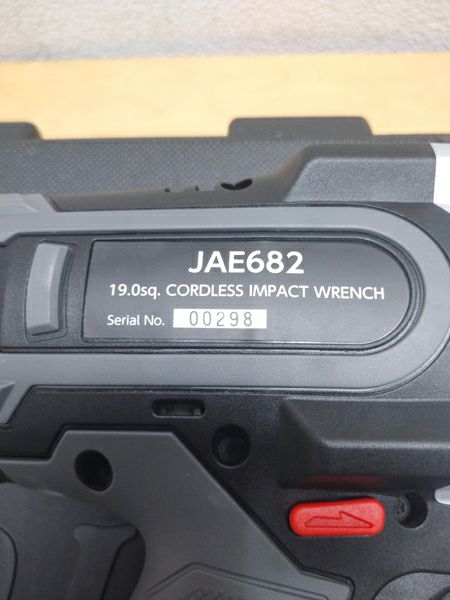 JAE682
19.0sq. CORDLESS IMPACT WRENCH
Serial No. 00298